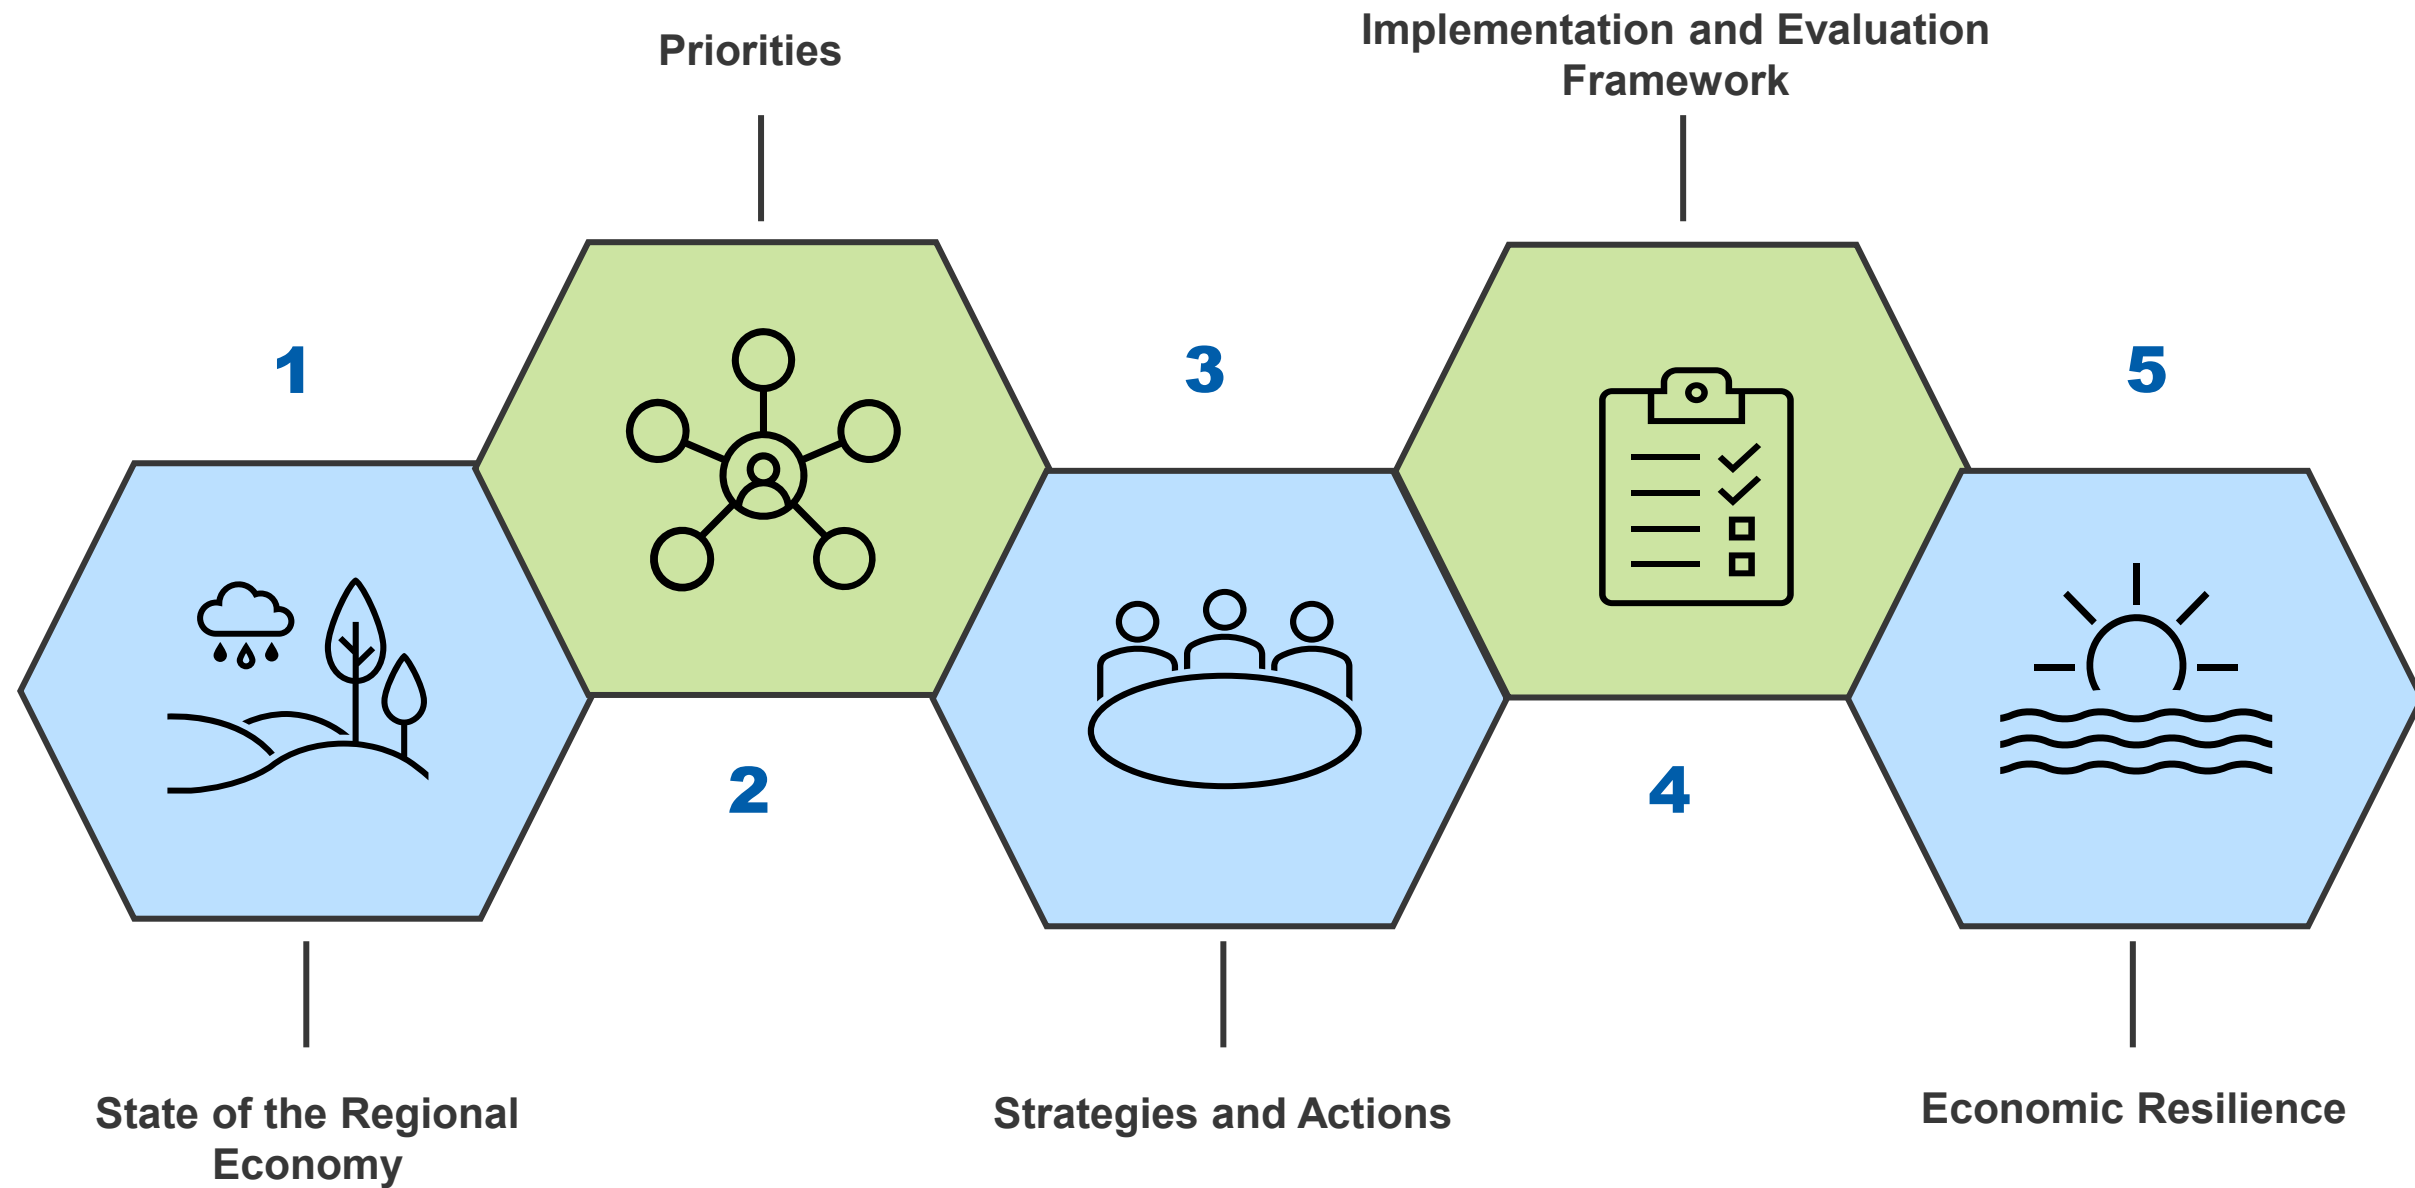 1
State of the Regional
Economy
2
Priorities
3
Strategies and Actions
4
Implementation and Evaluation
Framework
5
Economic Resilience